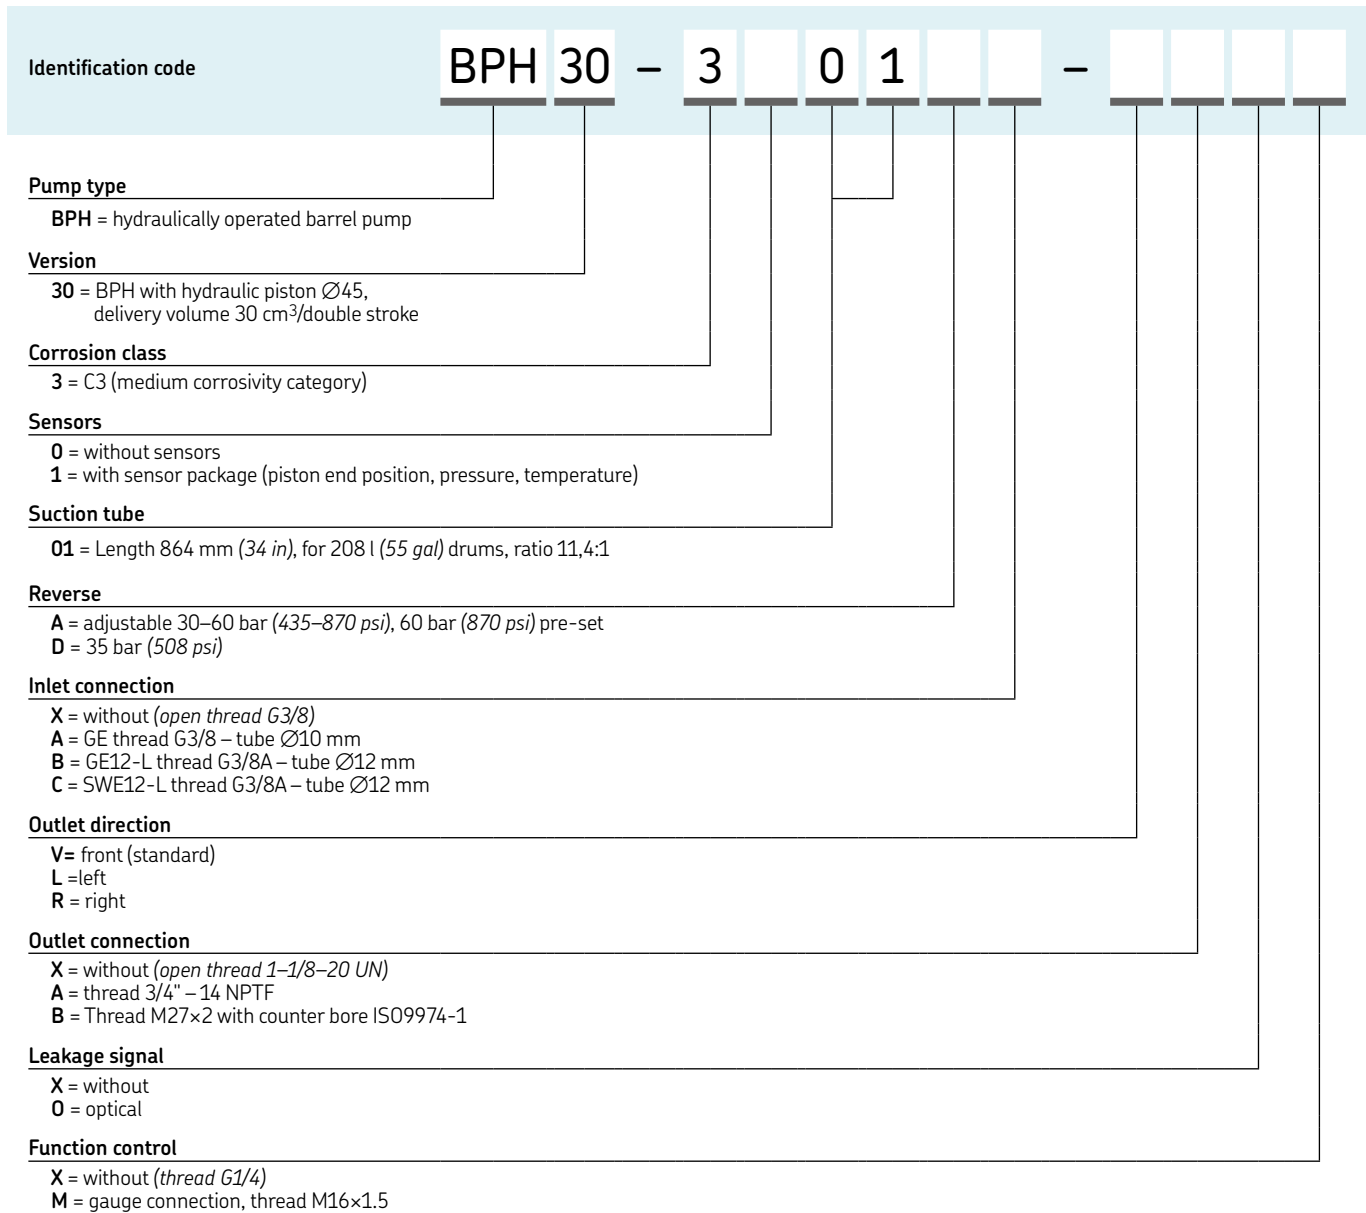 Identification code BPH 30 – 3 0 1 –
Pump type
BPH = hydraulically operated barrel pump
Version
30 = BPH with hydraulic piston ∅45,
delivery volume 30 cm³/double stroke
Corrosion class
3 = C3 (medium corrosivity category)
Sensors
0 = without sensors
1 = with sensor package (piston end position, pressure, temperature)
Suction tube
01 = Length 864 mm (34 in), for 208 l (55 gal) drums, ratio 11,4:1
Reverse
A = adjustable 30–60 bar (435–870 psi), 60 bar (870 psi) pre-set
D = 35 bar (508 psi)
Inlet connection
X = without (open thread G3/8)
A = GE thread G3/8 – tube ∅10 mm
B = GE12-L thread G3/8A – tube ∅12 mm
C = SWE12-L thread G3/8A – tube ∅12 mm
Outlet direction
V= front (standard)
L =left
R = right
Outlet connection
X = without (open thread 1–1/8–20 UN)
A = thread 3/4" – 14 NPTF
B = Thread M27×2 with counter bore ISO9974-1
Leakage signal
X = without
O = optical
Function control
X = without (thread G1/4)
M = gauge connection, thread M16×1.5